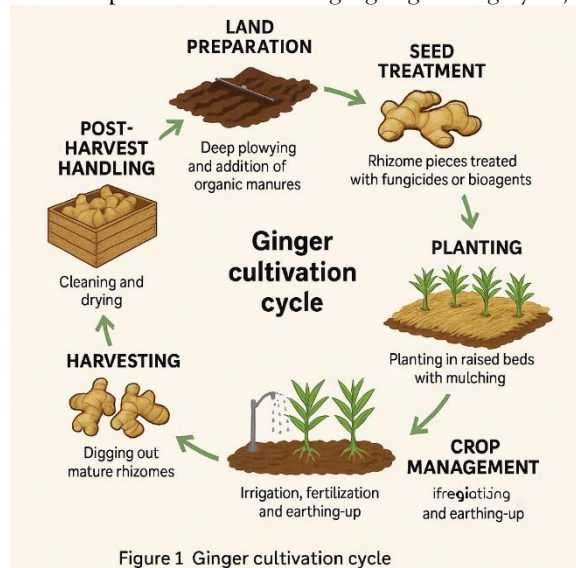 LAND
PREPARATION
Deep plowying
and addition of
organic manures
SEED
TREATMENT
Rhizome pieces treated
with fungicides or bioagents
PLANTING
Planting in raised beds
with mulching
CROP
MANAGEMENT
and earthing-up
Irrigation, fertilization
and earthing-up
HARVESTING
Digging out
mature rhizomes
POST-
HARVEST
HANDLING
Cleaning and
drying
Ginger
cultivation
cycle
Figure 1 Ginger cultivation cycle